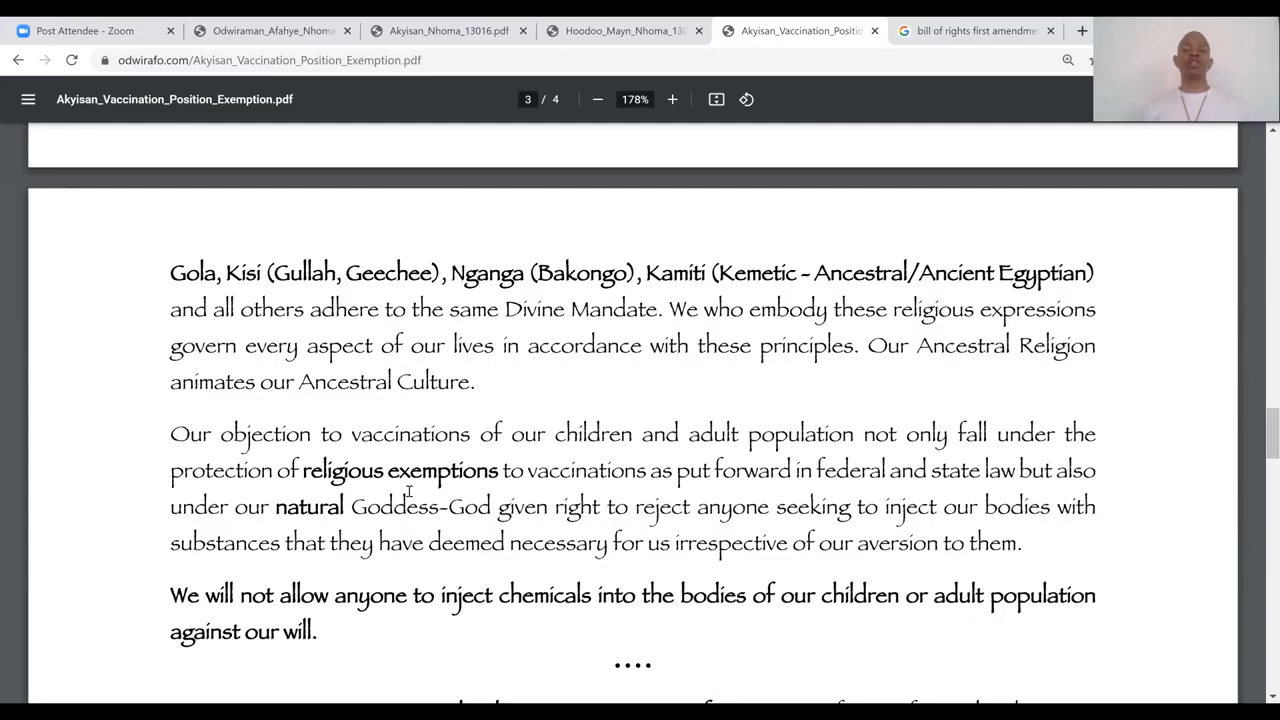 Post Attendee - Zoom
Odwiraman_Afahye_Nhoma
Akyisan_Nhoma_13016.pdf
Hoodoo_Mayn_Nhoma_130
Akyisan_Vaccination_Positio
bill of rights first amendme
odwirafo.com/Akyisan_Vaccination_Position_Exemption.pdf
Akyisan_Vaccination_Position_Exemption.pdf
3 / 4
178%
Gola, Kisi (Gullah, Geechee), Nganga (Bakongo), Kamiti (Kemetic - Ancestral/Ancient Egyptian)
and all others adhere to the same Divine Mandate. We who embody these religious expressions
govern every aspect of our lives in accordance with these principles. Our Ancestral Religion
animates our Ancestral Culture.
Our objection to vaccinations of our children and adult population not only fall under the
protection of religious exemptions to vaccinations as put forward in federal and state law but also
under our natural Goddess-God given right to reject anyone seeking to inject our bodies with
substances that they have deemed necessary for us irrespective of our aversion to them.
We will not allow anyone to inject chemicals into the bodies of our children or adult population
against our will.
....